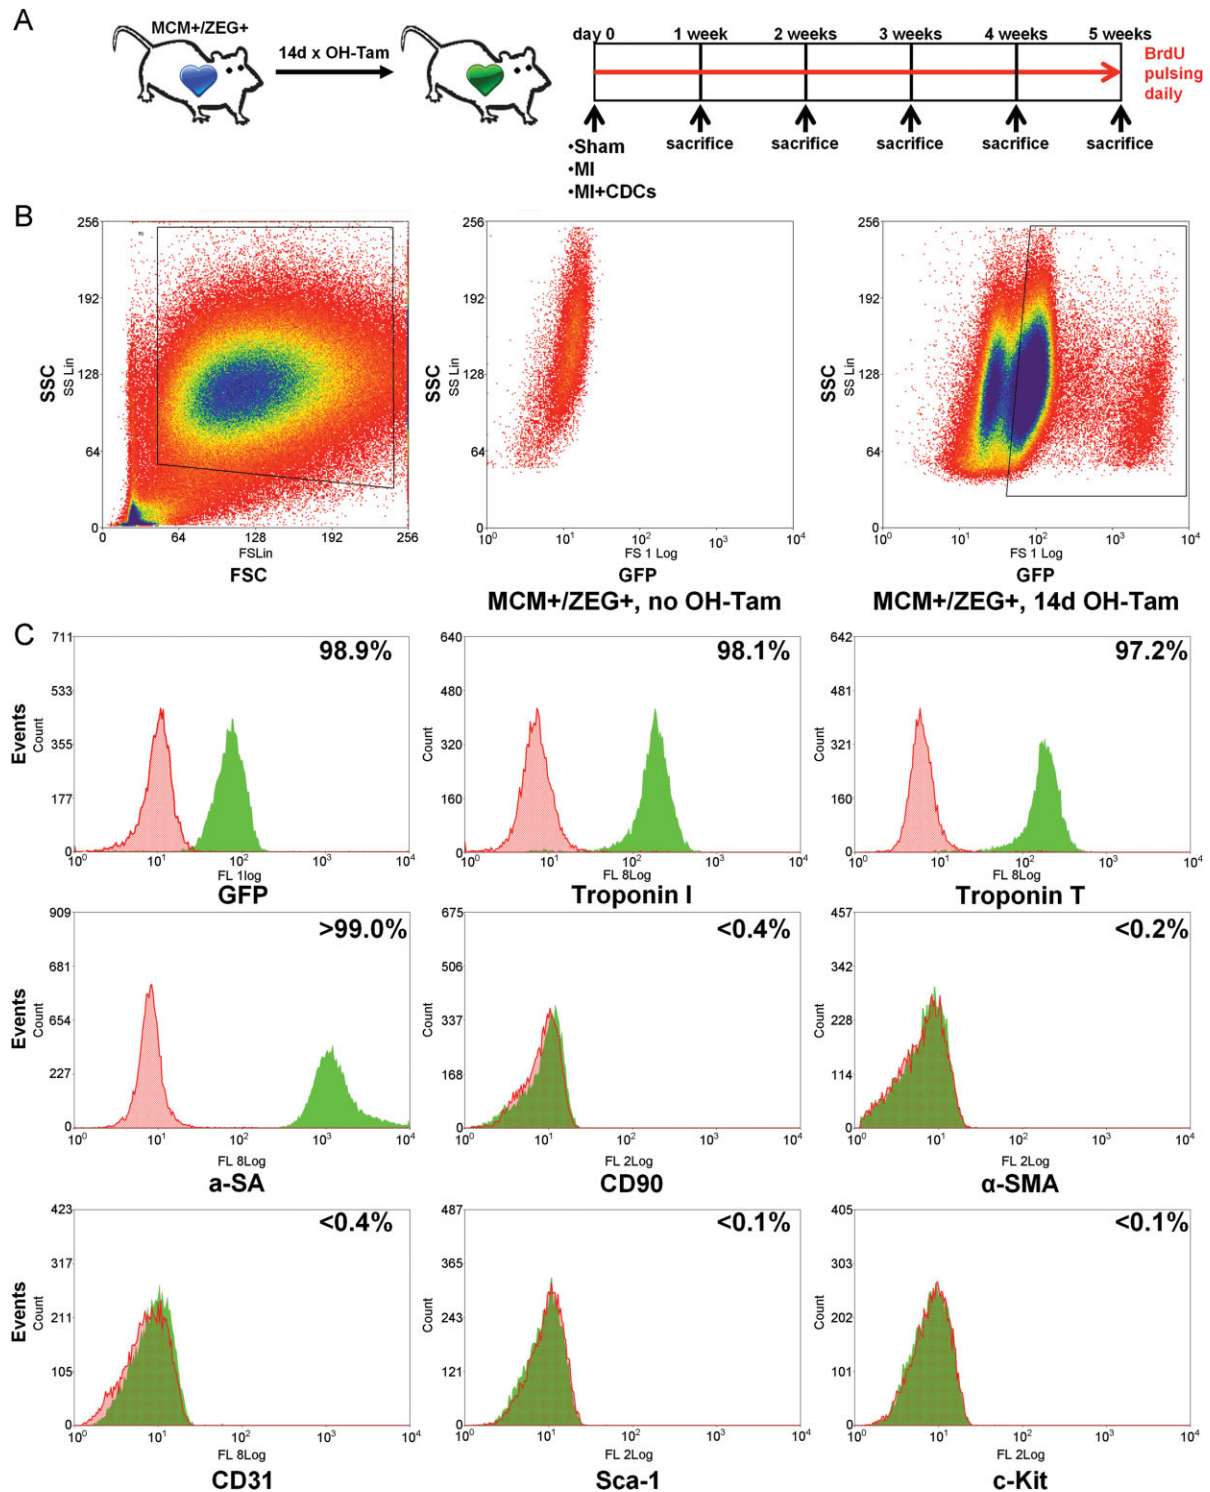 A
MCM+/ZEG+
14d x OH-Tam
day 0 1 week 2 weeks 3 weeks 4 weeks 5 weeks
BrdU
pulsing
daily
•Sham
•MI
•MI+CDCs
sacrifice sacrifice sacrifice sacrifice sacrifice
B
256 256 256
192 192 192
128 128 128
64 64 64
0 0 0
SSC SS Lin SSC SS Lin SSC SS Lin
0 64 128 192 256 10⁰ 10¹ 10² 10³ 10⁴ 10⁰ 10¹ 10² 10³ 10⁴
FSLin FS 1 Log FS 1 Log
FSC GFP GFP
MCM+/ZEG+, no OH-Tam MCM+/ZEG+, 14d OH-Tam
C
711 640 642
98.9% 98.1% 97.2%
533 480 481
355 320 321
177 160 160
0 0 0
Events Count Count Count
10⁰ 10¹ 10² 10³ 10⁴ 10⁰ 10¹ 10² 10³ 10⁴ 10⁰ 10¹ 10² 10³ 10⁴
FL 1log FL 8Log FL 8Log
GFP Troponin I Troponin T
909 675 457
>99.0% <0.4% <0.2%
681 506 342
654 337 228
227 168 114
0 0 0
Events Count Count Count
10⁰ 10¹ 10² 10³ 10⁴ 10⁰ 10¹ 10² 10³ 10⁴ 10⁰ 10¹ 10² 10³ 10⁴
FL 8Log FL 2Log FL 2Log
a-SA CD90 α-SMA
423 487 405
<0.4% <0.1% <0.1%
317 365 303
211 243 202
105 121 101
0 0 0
Events Count Count Count
10⁰ 10¹ 10² 10³ 10⁴ 10⁰ 10¹ 10² 10³ 10⁴ 10⁰ 10¹ 10² 10³ 10⁴
FL 8Log FL 2Log FL 2Log
CD31 Sca-1 c-Kit